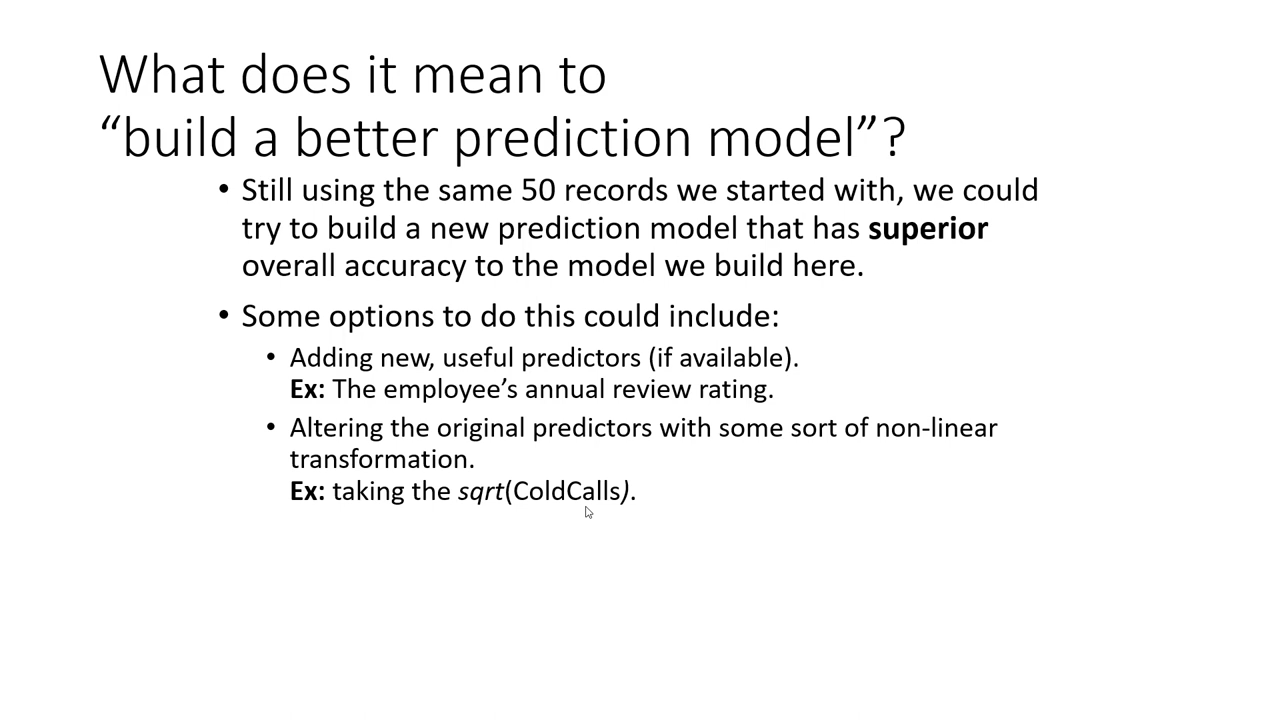 What does it mean to
“build a better prediction model”?
• Still using the same 50 records we started with, we could
try to build a new prediction model that has superior
overall accuracy to the model we build here.
• Some options to do this could include:
• Adding new, useful predictors (if available).
Ex: The employee’s annual review rating.
• Altering the original predictors with some sort of non-linear
transformation.
Ex: taking the sqrt(ColdCalls).